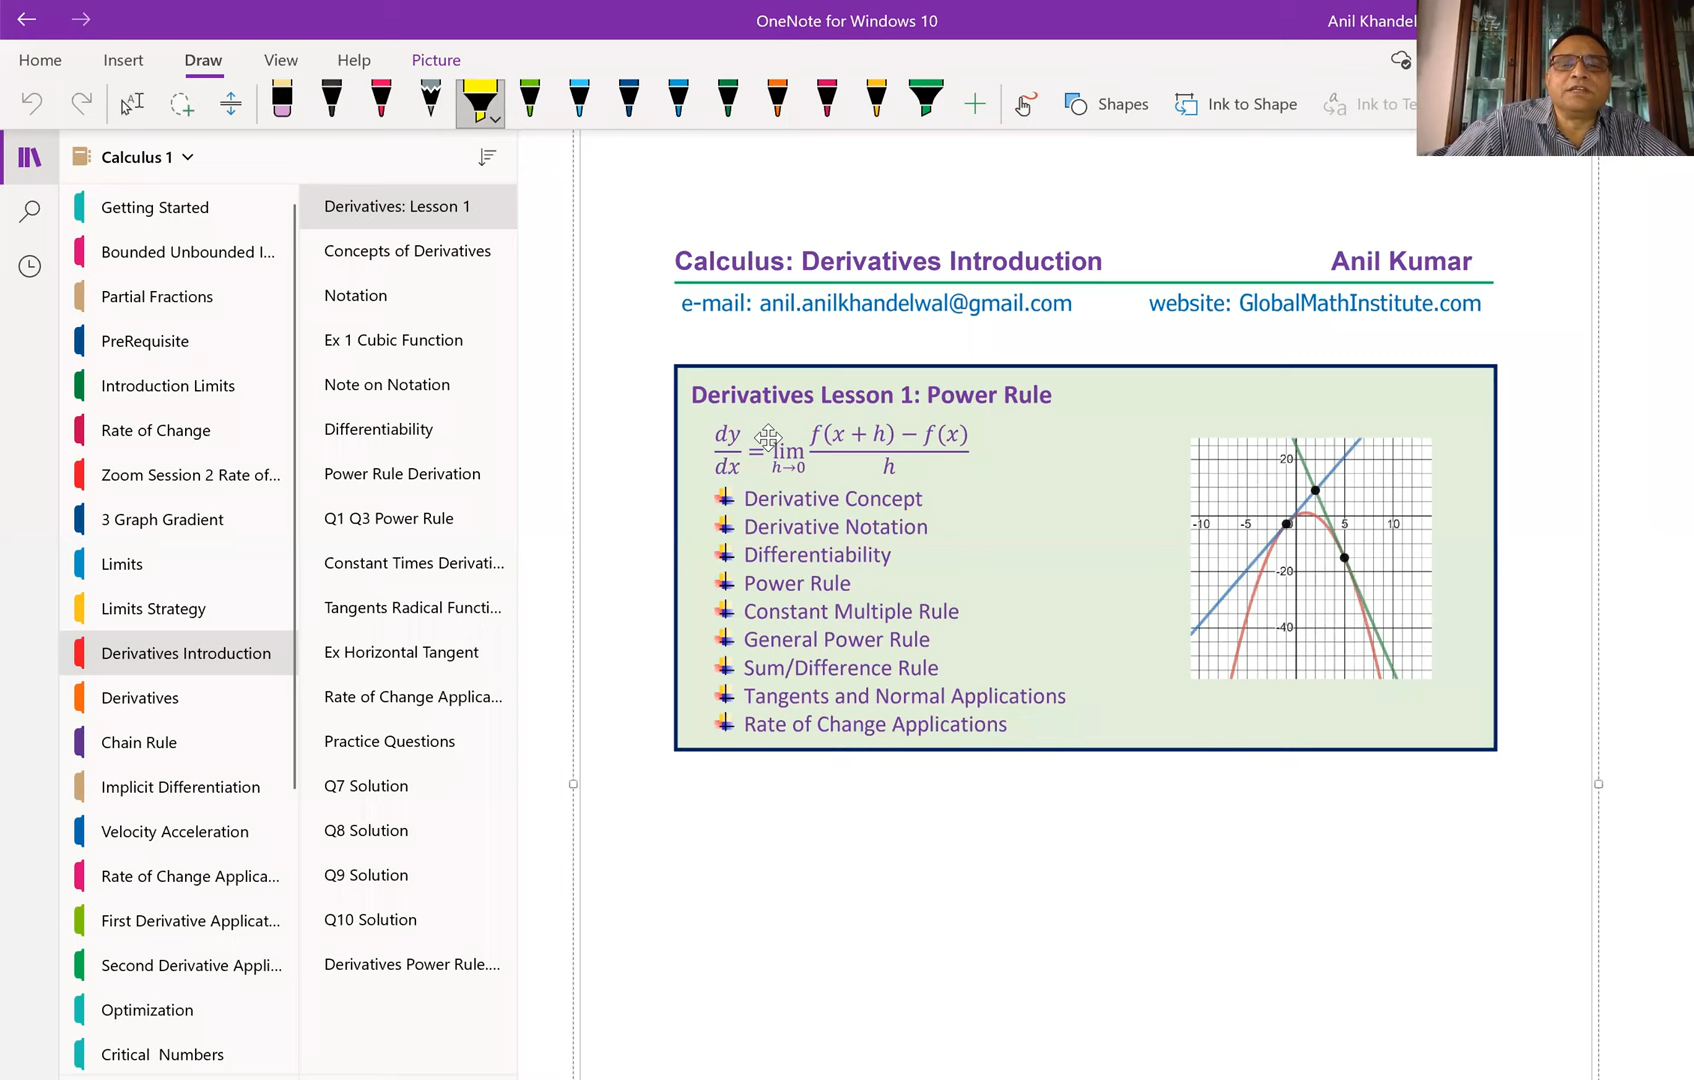 OneNote for Windows 10
Anil Khandel
Home Insert Draw View Help Picture
Shapes Ink to Shape Ink to Te
Calculus 1
Getting Started
Bounded Unbounded I...
Partial Fractions
PreRequisite
Introduction Limits
Rate of Change
Zoom Session 2 Rate of...
3 Graph Gradient
Limits
Limits Strategy
Derivatives Introduction
Derivatives
Chain Rule
Implicit Differentiation
Velocity Acceleration
Rate of Change Applica...
First Derivative Applicat...
Second Derivative Appli...
Optimization
Critical Numbers
Derivatives: Lesson 1
Concepts of Derivatives
Notation
Ex 1 Cubic Function
Note on Notation
Differentiability
Power Rule Derivation
Q1 Q3 Power Rule
Constant Times Derivati...
Tangents Radical Functi...
Ex Horizontal Tangent
Rate of Change Applica...
Practice Questions
Q7 Solution
Q8 Solution
Q9 Solution
Q10 Solution
Derivatives Power Rule....
Calculus: Derivatives Introduction Anil Kumar
e-mail: anil.anilkhandelwal@gmail.com website: GlobalMathInstitute.com
Derivatives Lesson 1: Power Rule
dy/dx = lim h→0 f(x + h) − f(x) / h
Derivative Concept
Derivative Notation
Differentiability
Power Rule
Constant Multiple Rule
General Power Rule
Sum/Difference Rule
Tangents and Normal Applications
Rate of Change Applications
20
-10 -5 0 5 10
-20
-40